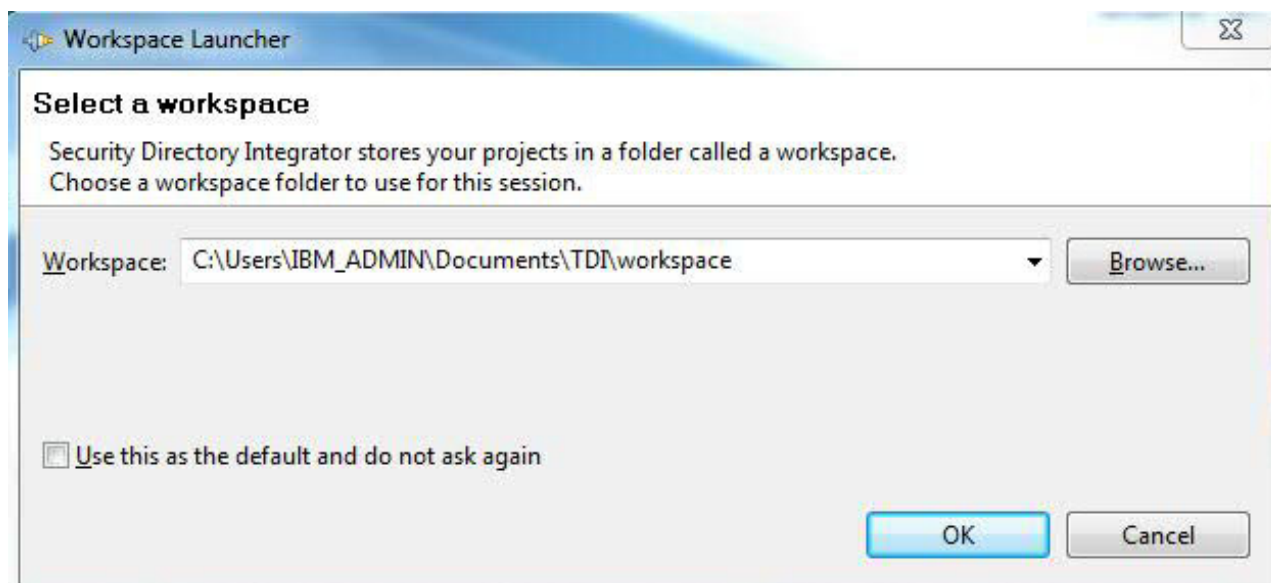 Workspace Launcher
Select a workspace
Security Directory Integrator stores your projects in a folder called a workspace.
Choose a workspace folder to use for this session.
Workspace: C:\Users\IBM_ADMIN\Documents\TDI\workspace Browse...
Use this as the default and do not ask again
OK Cancel